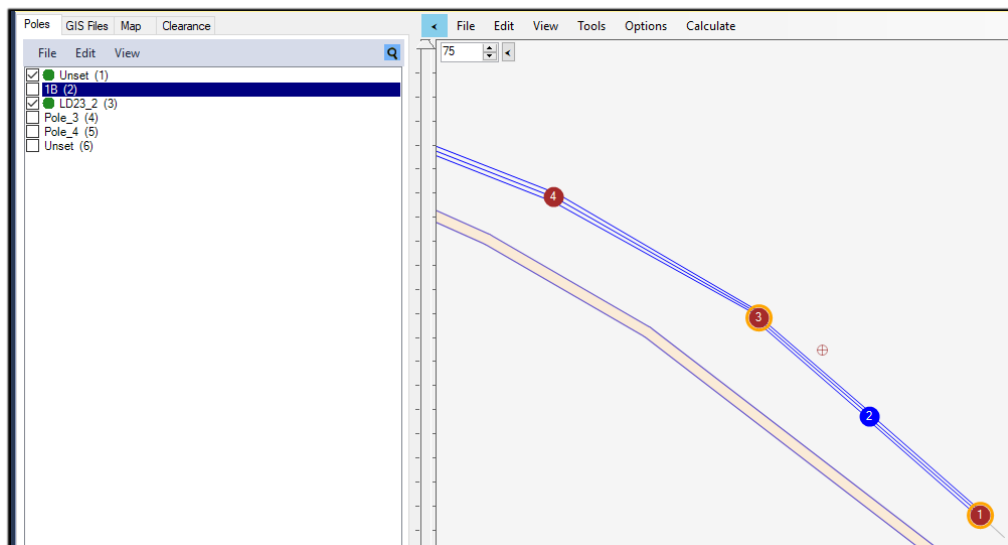 Poles GIS Files Map Clearance
< File Edit View Tools Options Calculate
File Edit View
75 <
Unset (1)
1B (2)
LD23_2 (3)
Pole_3 (4)
Pole_4 (5)
Unset (6)
4
3
2
1